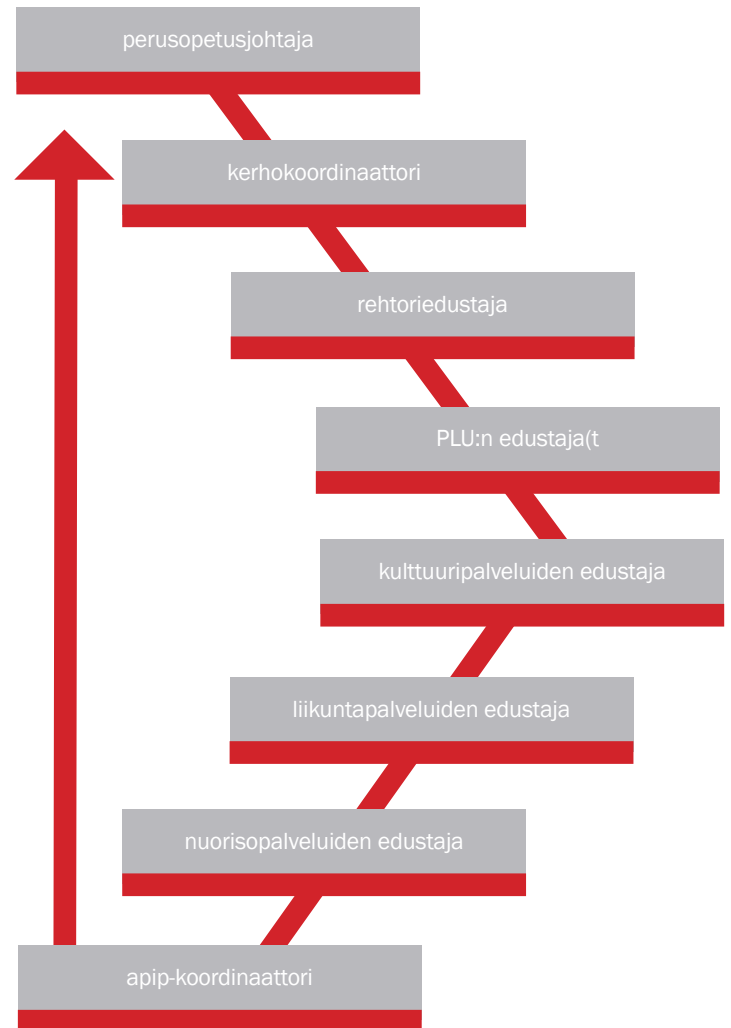 perusopetusjohtaja
kerhokoordinaattori
rehtoriedustaja
PLU:n edustaja(t
kulttuuripalveluiden edustaja
liikuntapalveluiden edustaja
nuorisopalveluiden edustaja
apip-koordinaattori